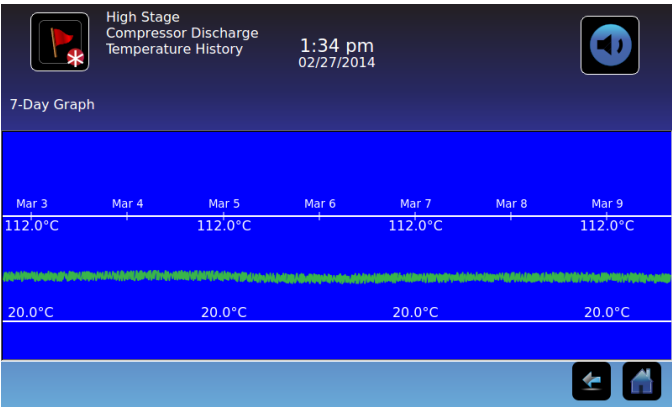 High Stage
Compressor Discharge
Temperature History
1:34 pm
02/27/2014
7-Day Graph
Mar 3 Mar 4 Mar 5 Mar 6 Mar 7 Mar 8 Mar 9
112.0°C 112.0°C 112.0°C 112.0°C
20.0°C 20.0°C 20.0°C 20.0°C